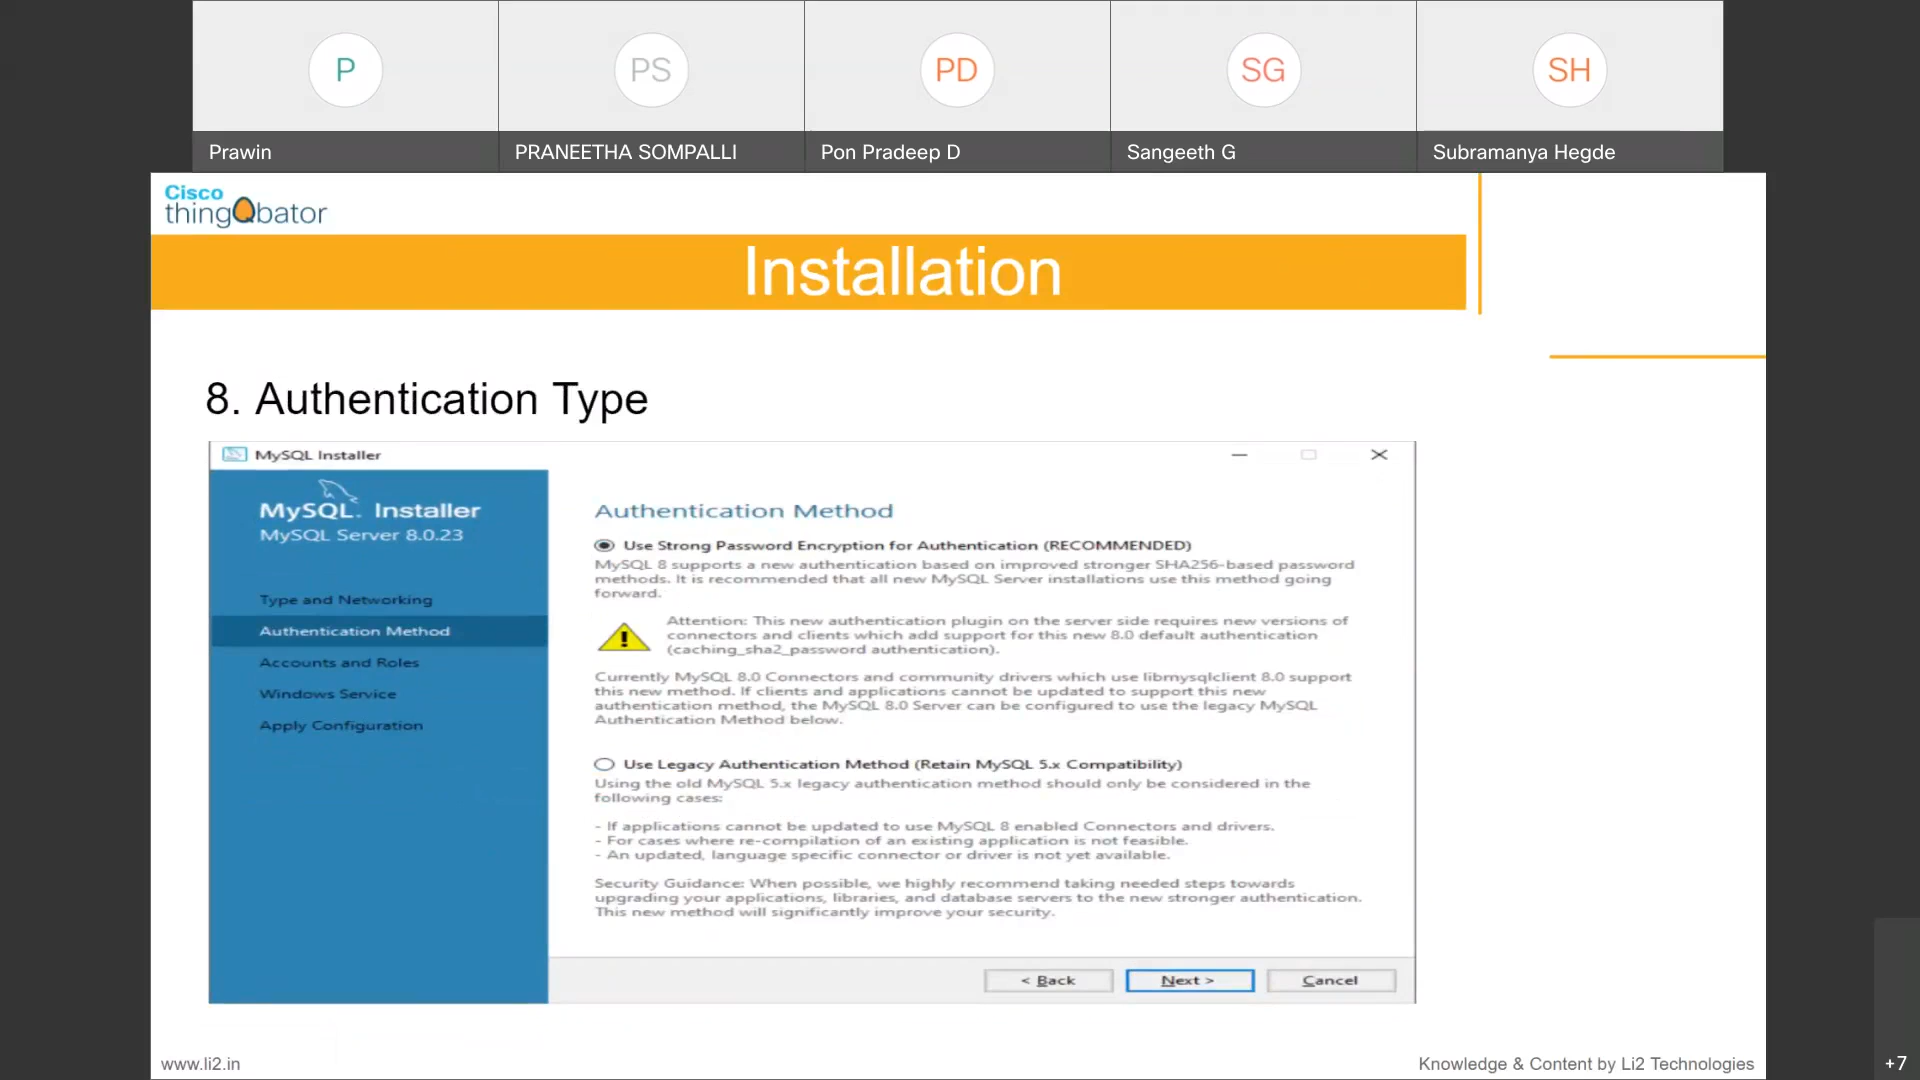 P
PS
PD
SG
SH
Prawin
PRANEETHA SOMPALLI
Pon Pradeep D
Sangeeth G
Subramanya Hegde
Cisco
thingQbator
Installation
8. Authentication Type
MySQL Installer
MySQL. Installer
MySQL Server 8.0.23
Type and Networking
Authentication Method
Accounts and Roles
Windows Service
Apply Configuration
Authentication Method
Use Strong Password Encryption for Authentication (RECOMMENDED)
MySQL 8 supports a new authentication based on improved stronger SHA256-based password
methods. It is recommended that all new MySQL Server installations use this method going
forward.
Attention: This new authentication plugin on the server side requires new versions of
connectors and clients which add support for this new 8.0 default authentication
(caching_sha2_password authentication).
Currently MySQL 8.0 Connectors and community drivers which use libmysqlclient 8.0 support
this new method. If clients and applications cannot be updated to support this new
authentication method, the MySQL 8.0 Server can be configured to use the legacy MySQL
Authentication Method below.
Use Legacy Authentication Method (Retain MySQL 5.x Compatibility)
Using the old MySQL 5.x legacy authentication method should only be considered in the
following cases:
- If applications cannot be updated to use MySQL 8 enabled Connectors and drivers.
- For cases where re-compilation of an existing application is not feasible.
- An updated, language specific connector or driver is not yet available.
Security Guidance: When possible, we highly recommend taking needed steps towards
upgrading your applications, libraries, and database servers to the new stronger authentication.
This new method will significantly improve your security.
< Back
Next >
Cancel
www.li2.in
Knowledge & Content by Li2 Technologies
+7